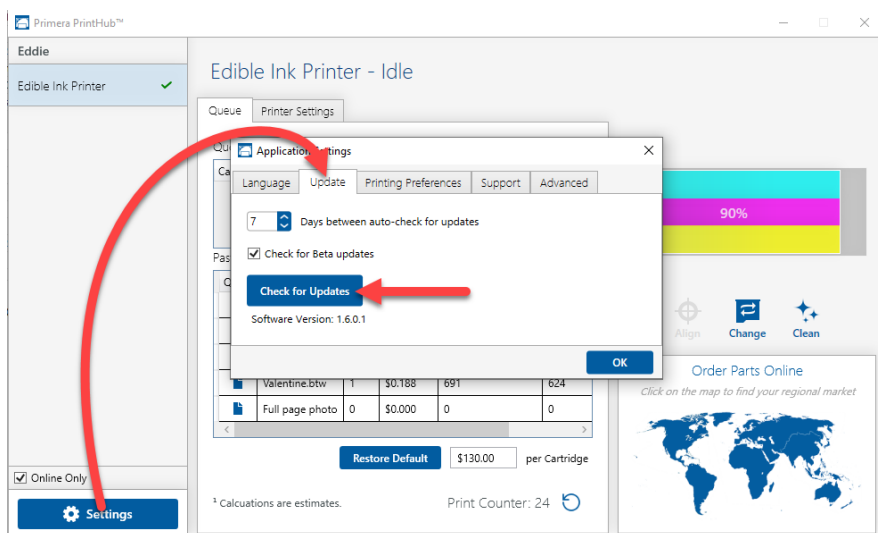 Primera PrintHub™
Eddie
Edible Ink Printer
Edible Ink Printer - Idle
Queue
Printer Settings
Application Settings
Language
Update
Printing Preferences
Support
Advanced
7
Days between auto-check for updates
Check for Beta updates
Check for Updates
Software Version: 1.6.0.1
OK
90%
Align
Change
Clean
Order Parts Online
Click on the map to find your regional market
Valentine.btw 1 $0.188 691 624
Full page photo 0 $0.000 0 0
Restore Default
$130.00
per Cartridge
Online Only
Settings
¹ Calcuations are estimates.
Print Counter: 24